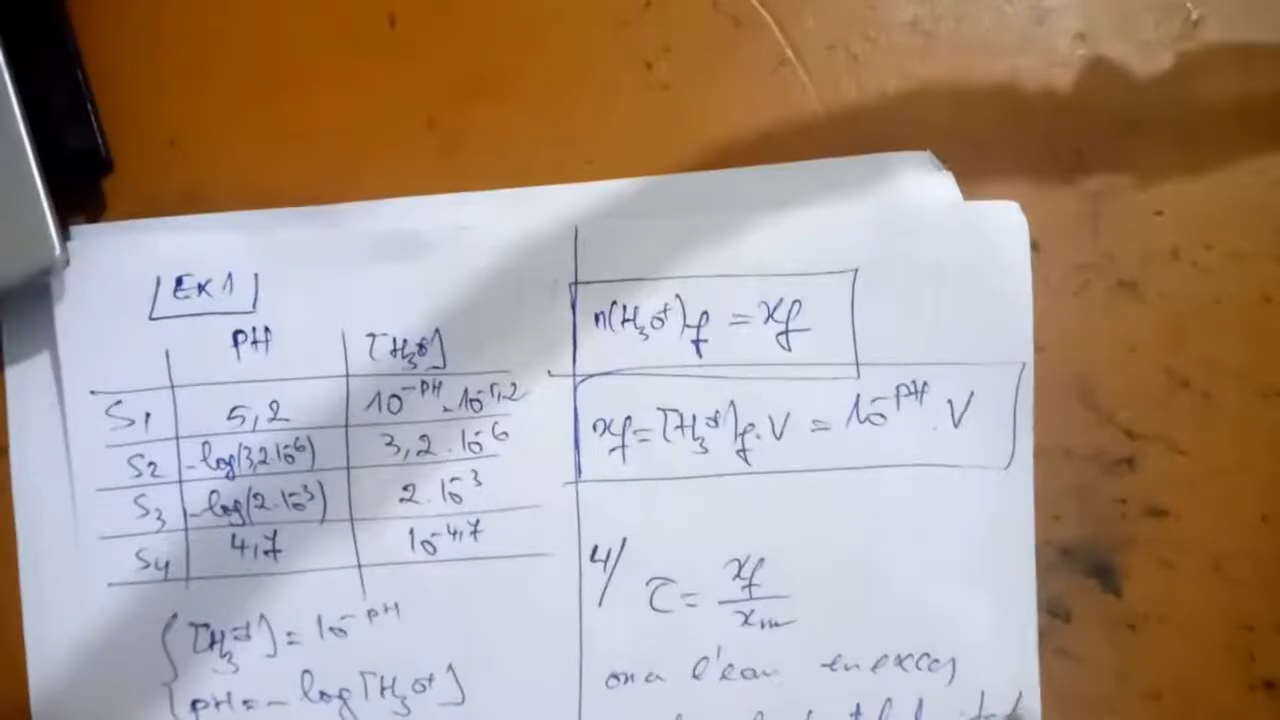 Ex 1
PH [H₃O⁺]
S1 5,2 10^-PH = 10^-5,2
S2 -log(3,2.10^-6) 3,2.10^-6
S3 -log(2.10^-3) 2.10^-3
S4 4,7 10^-4,7
[H₃O⁺] = 10^-PH
PH = - log [H₃O⁺]
n(H₃O⁺)f = xf
xf = [H₃O⁺]f . V = 10^-PH . V
4/ τ = xf / xm
on a l'eau en exces